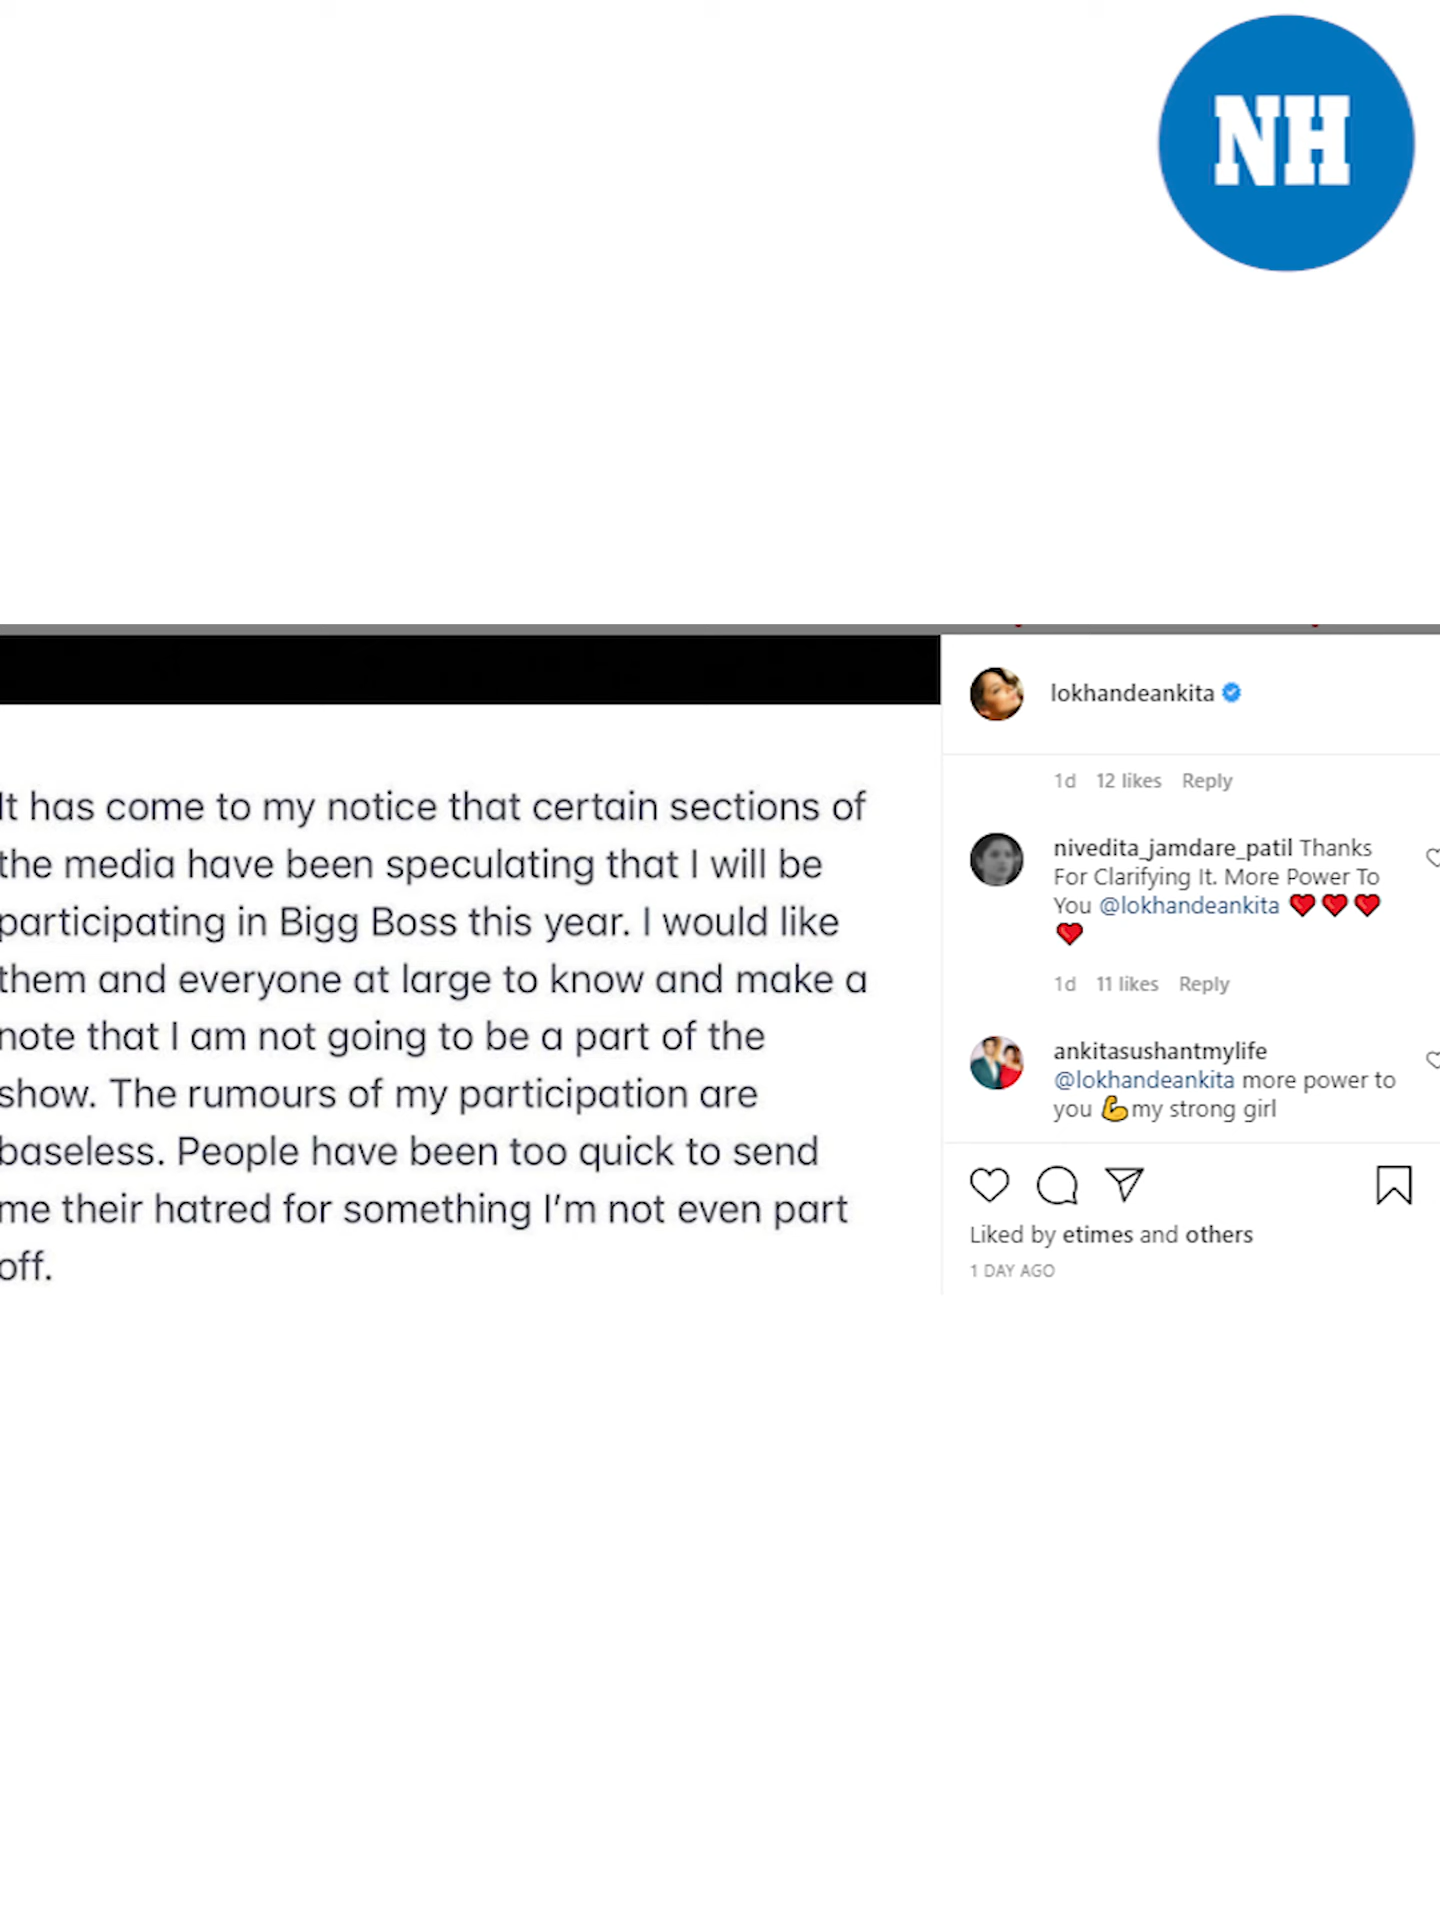 NH
It has come to my notice that certain sections of
the media have been speculating that I will be
participating in Bigg Boss this year. I would like
them and everyone at large to know and make a
note that I am not going to be a part of the
show. The rumours of my participation are
baseless. People have been too quick to send
me their hatred for something I'm not even part
off.
lokhandeankita
1d 12 likes Reply
nivedita_jamdare_patil Thanks
For Clarifying It. More Power To
You @lokhandeankita ❤️❤️❤️
❤️
1d 11 likes Reply
ankitasushantmylife
@lokhandeankita more power to
you 💪my strong girl
Liked by etimes and others
1 DAY AGO